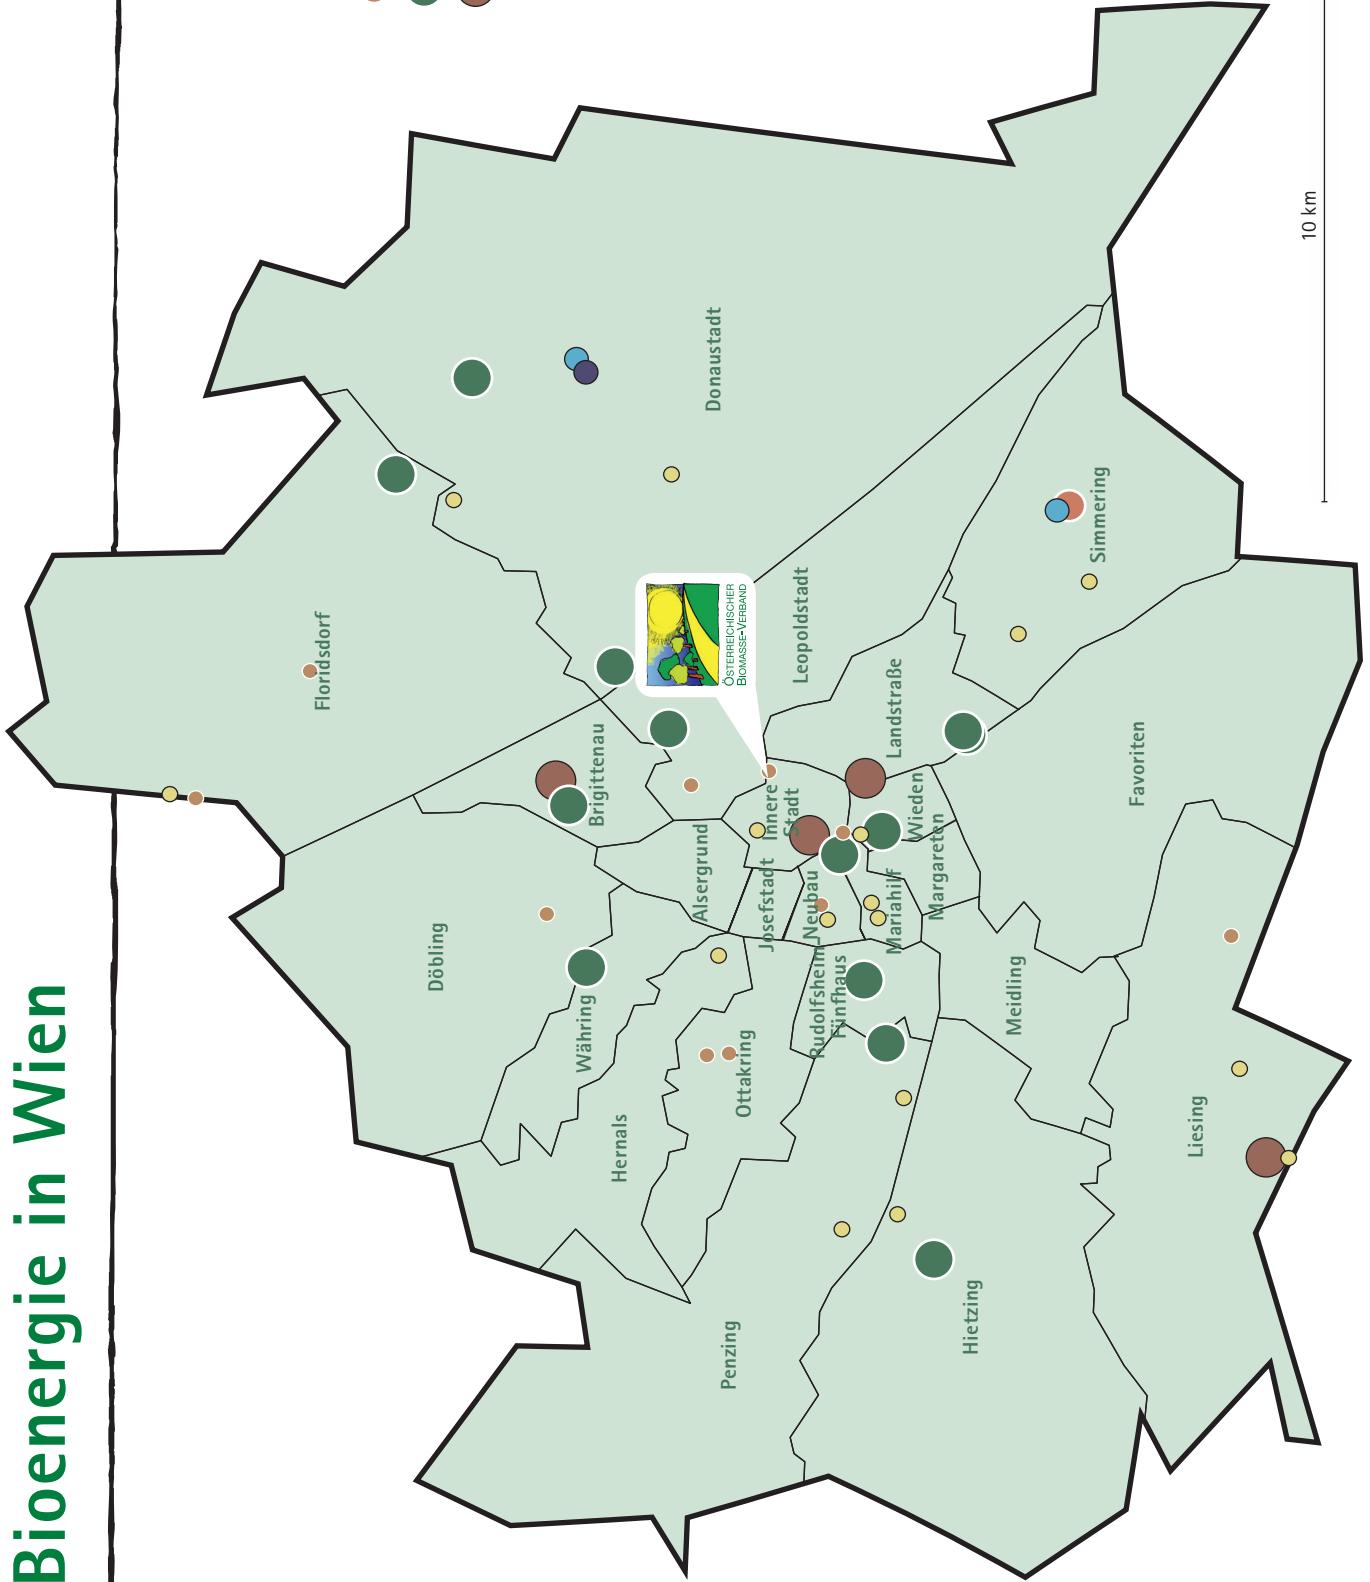 Bioenergie in Wien
Floridsdorf
Donaustadt
Döbling
Brigittenau
Währing
Alsergrund
Hernals
Ottakring
Josefstadt
Innere
Stadt
Leopoldstadt
ÖSTERREICHISCHER
BIOMASSE-VERBAND
Neubau
Rudolfsheim-
Fünfhaus
Mariahilf
Wieden
Margareten
Landstraße
Penzing
Hietzing
Meidling
Simmering
Favoriten
Liesing
10 km